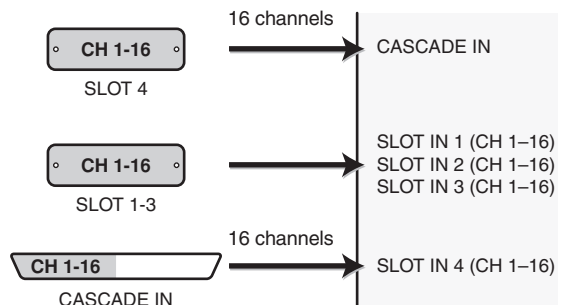 16 channels
CH 1-16
CASCADE IN
SLOT 4
CH 1-16
SLOT IN 1 (CH 1–16)
SLOT IN 2 (CH 1–16)
SLOT IN 3 (CH 1–16)
SLOT 1-3
16 channels
CH 1-16
SLOT IN 4 (CH 1–16)
CASCADE IN